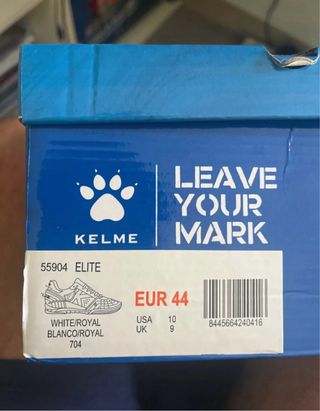 KELME
LEAVE
YOUR
MARK
55904 ELITE
EUR 44
WHITE/ROYAL
BLANCO/ROYAL
704
USA 10
UK 9
8445664240416